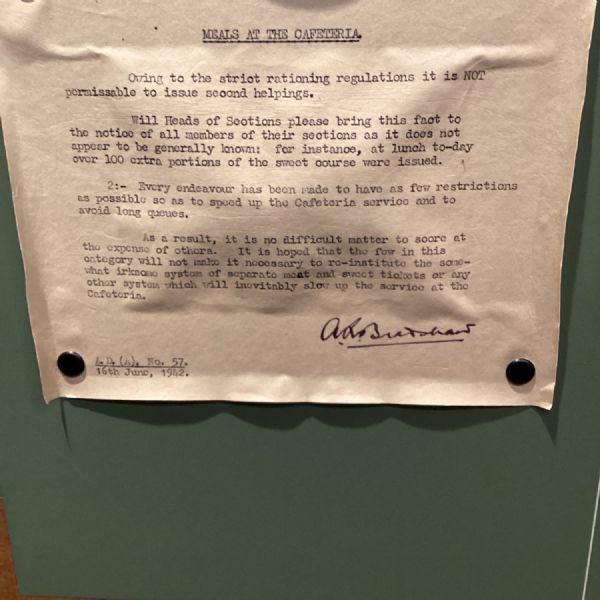 MEALS AT THE CAFETERIA.
Owing to the strict rationing regulations it is NOT
permissable to issue second helpings.
Will Heads of Sections please bring this fact to
the notice of all members of their sections as it does not
appear to be generally known: for instance, at lunch to-day
over 100 extra portions of the sweet course were issued.
2:- Every endeavour has been made to have as few restrictions
as possible so as to speed up the Cafeteria service and to
avoid long queues.
As a result, it is no difficult matter to score at
the expense of others. It is hoped that the few in this
category will not make it necessary to re-institute the some-
what irksome system of separate meat and sweet tickets or any
other system which will inevitably slow up the service at the
Cafeteria.
A.D.(A). No. 57.
16th June, 1942.